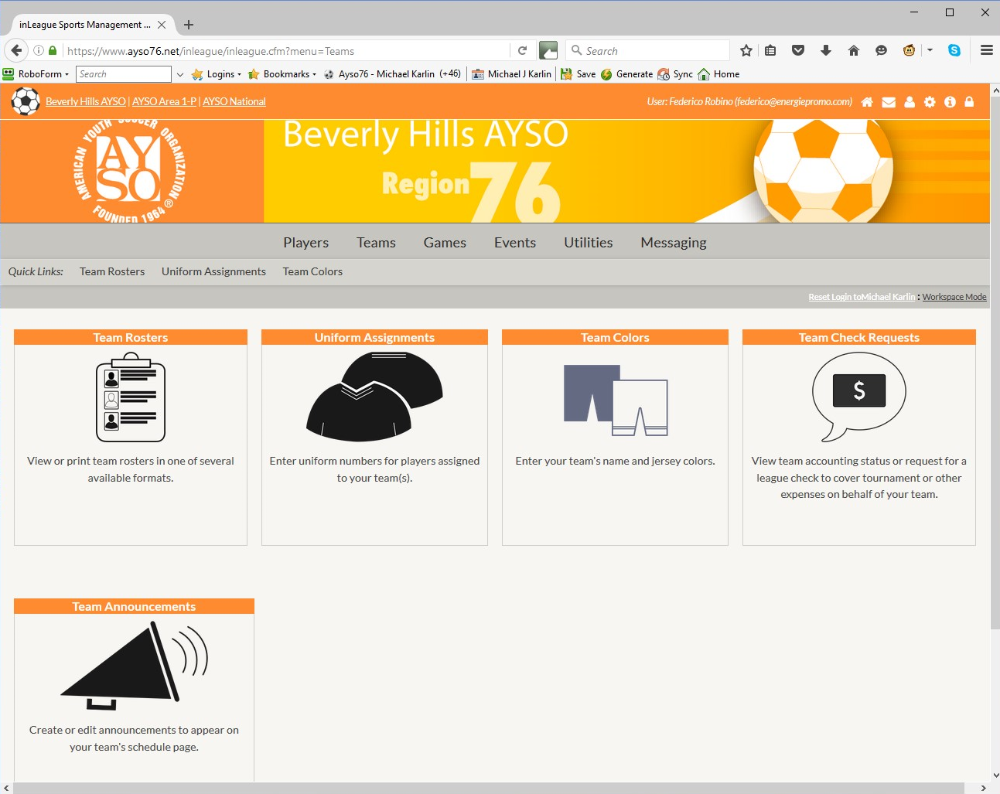 inLeague Sports Management ...
https://www.ayso76.net/inleague/inleague.cfm?menu=Teams
Search
RoboForm
Search
Logins
Bookmarks
Ayso76 - Michael Karlin (+46)
Michael J Karlin
Save
Generate
Sync
Home
Beverly Hills AYSO | AYSO Area 1-P | AYSO National
User: Federico Robino (federico@energiepromo.com)
AMERICAN YOUTH SOCCER ORGANIZATION
AY
SO
FOUNDED 1964 ®
Beverly Hills AYSO
Region 76
Players Teams Games Events Utilities Messaging
Quick Links: Team Rosters Uniform Assignments Team Colors
Reset Login toMichael Karlin : Workspace Mode
Team Rosters
View or print team rosters in one of several
available formats.
Uniform Assignments
Enter uniform numbers for players assigned
to your team(s).
Team Colors
Enter your team's name and jersey colors.
Team Check Requests
$
View team accounting status or request for a
league check to cover tournament or other
expenses on behalf of your team.
Team Announcements
Create or edit announcements to appear on
your team's schedule page.